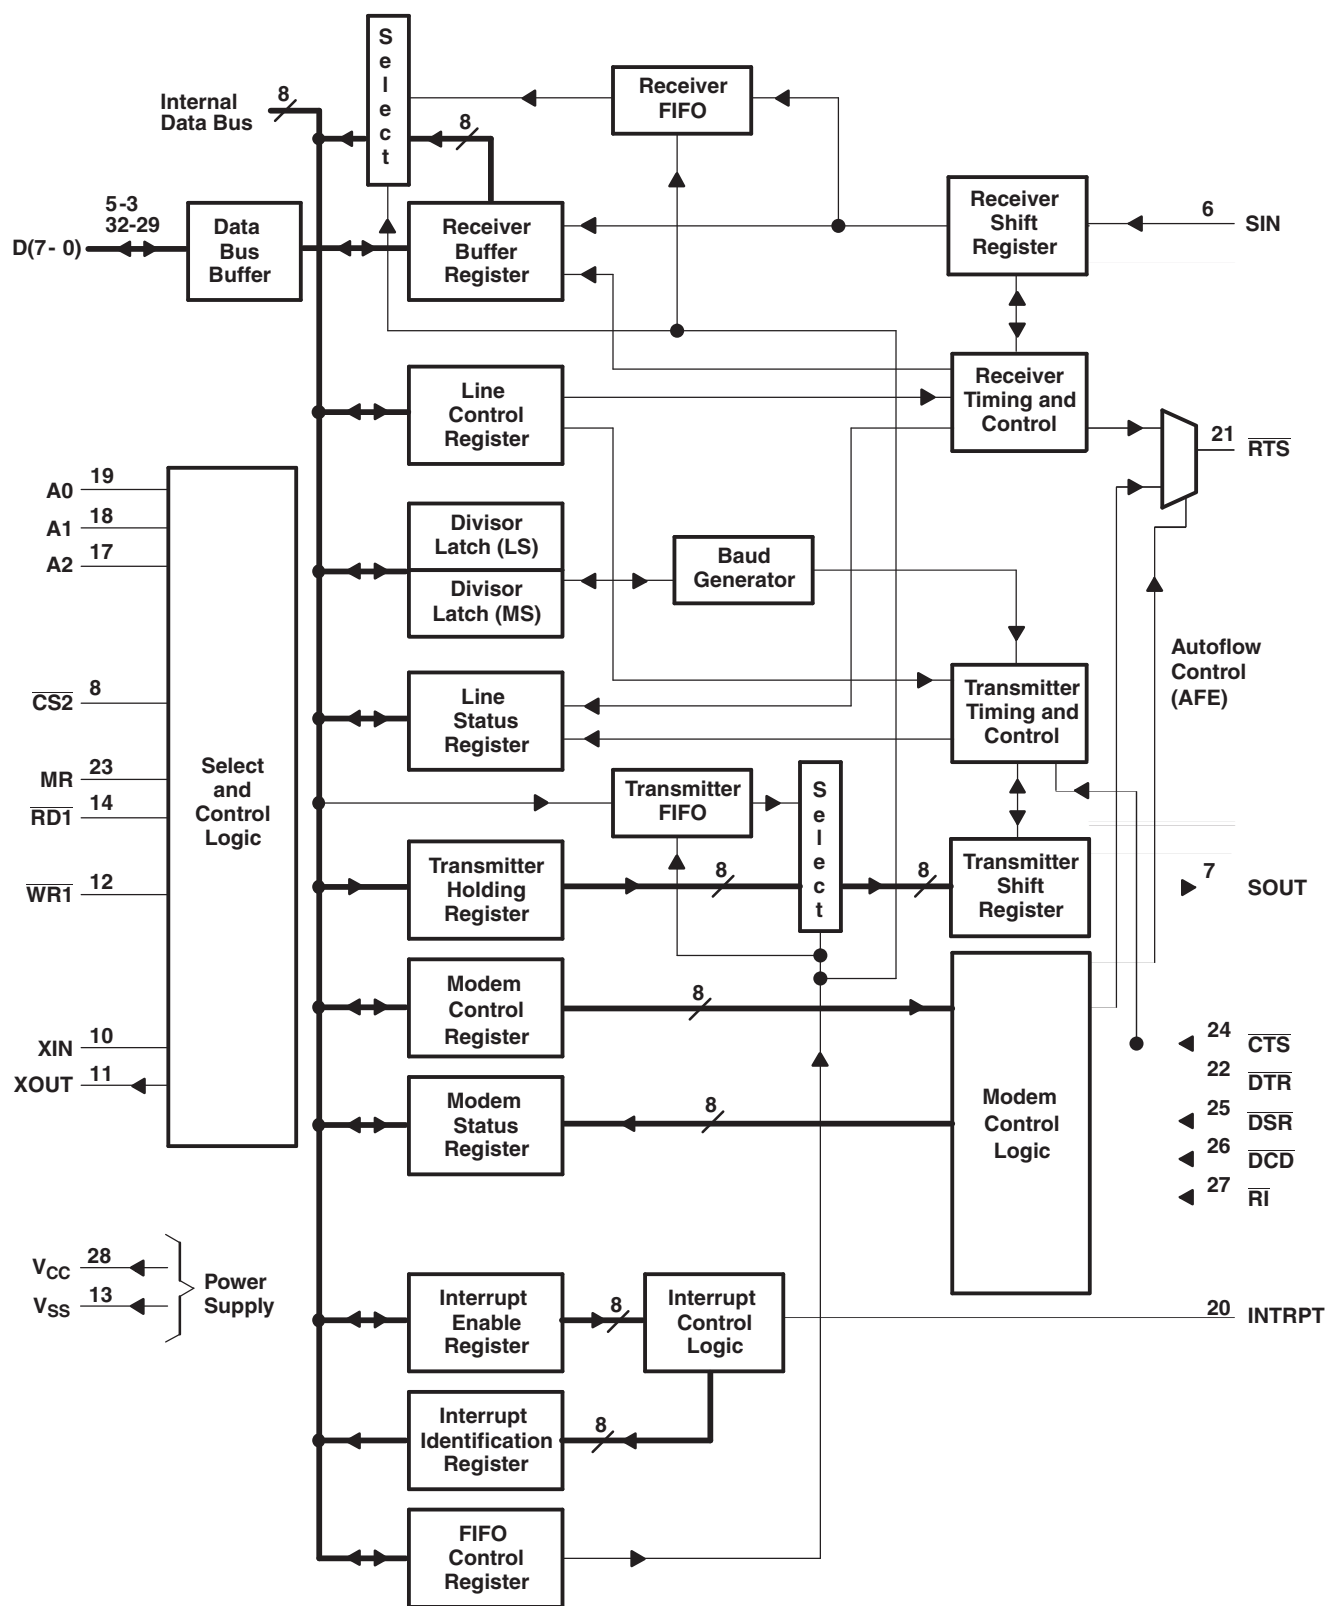 Select
8
Internal
Data Bus
8
Receiver
FIFO
5-3
32-29
D(7- 0)
Data
Bus
Buffer
Receiver
Buffer
Register
Receiver
Shift
Register
6
SIN
Line
Control
Register
Receiver
Timing and
Control
21
RTS
A0
19
A1
18
A2
17
Divisor
Latch (LS)
Divisor
Latch (MS)
Baud
Generator
Autoflow
Control
(AFE)
CS2
8
Line
Status
Register
Transmitter
Timing and
Control
MR
23
RD1
14
Select
and
Control
Logic
Transmitter
FIFO
Select
WR1
12
Transmitter
Holding
Register
8
8
Transmitter
Shift
Register
7
SOUT
Modem
Control
Register
8
XIN
10
XOUT
11
Modem
Status
Register
8
Modem
Control
Logic
24
CTS
22
DTR
25
DSR
26
DCD
27
RI
VCC
28
VSS
13
Power
Supply
Interrupt
Enable
Register
8
Interrupt
Control
Logic
20
INTRPT
Interrupt
Identification
Register
8
FIFO
Control
Register